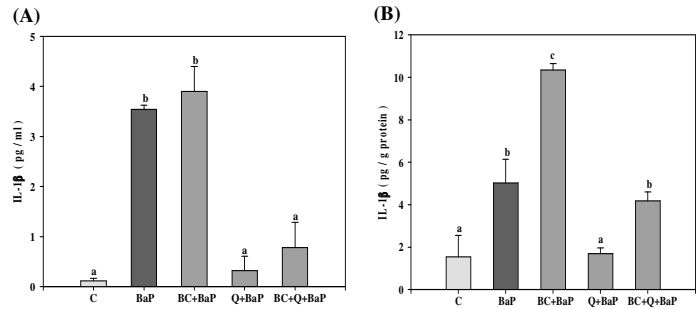 (A)
5
4
3
2
1
0
IL-1β ( pg / ml )
a
b
b
a
a
C BaP BC+BaP Q+BaP BC+Q+BaP
(B)
12
10
8
6
4
2
0
IL-1β ( pg / g protein )
a
b
c
a
b
C BaP BC+BaP Q+BaP BC+Q+BaP